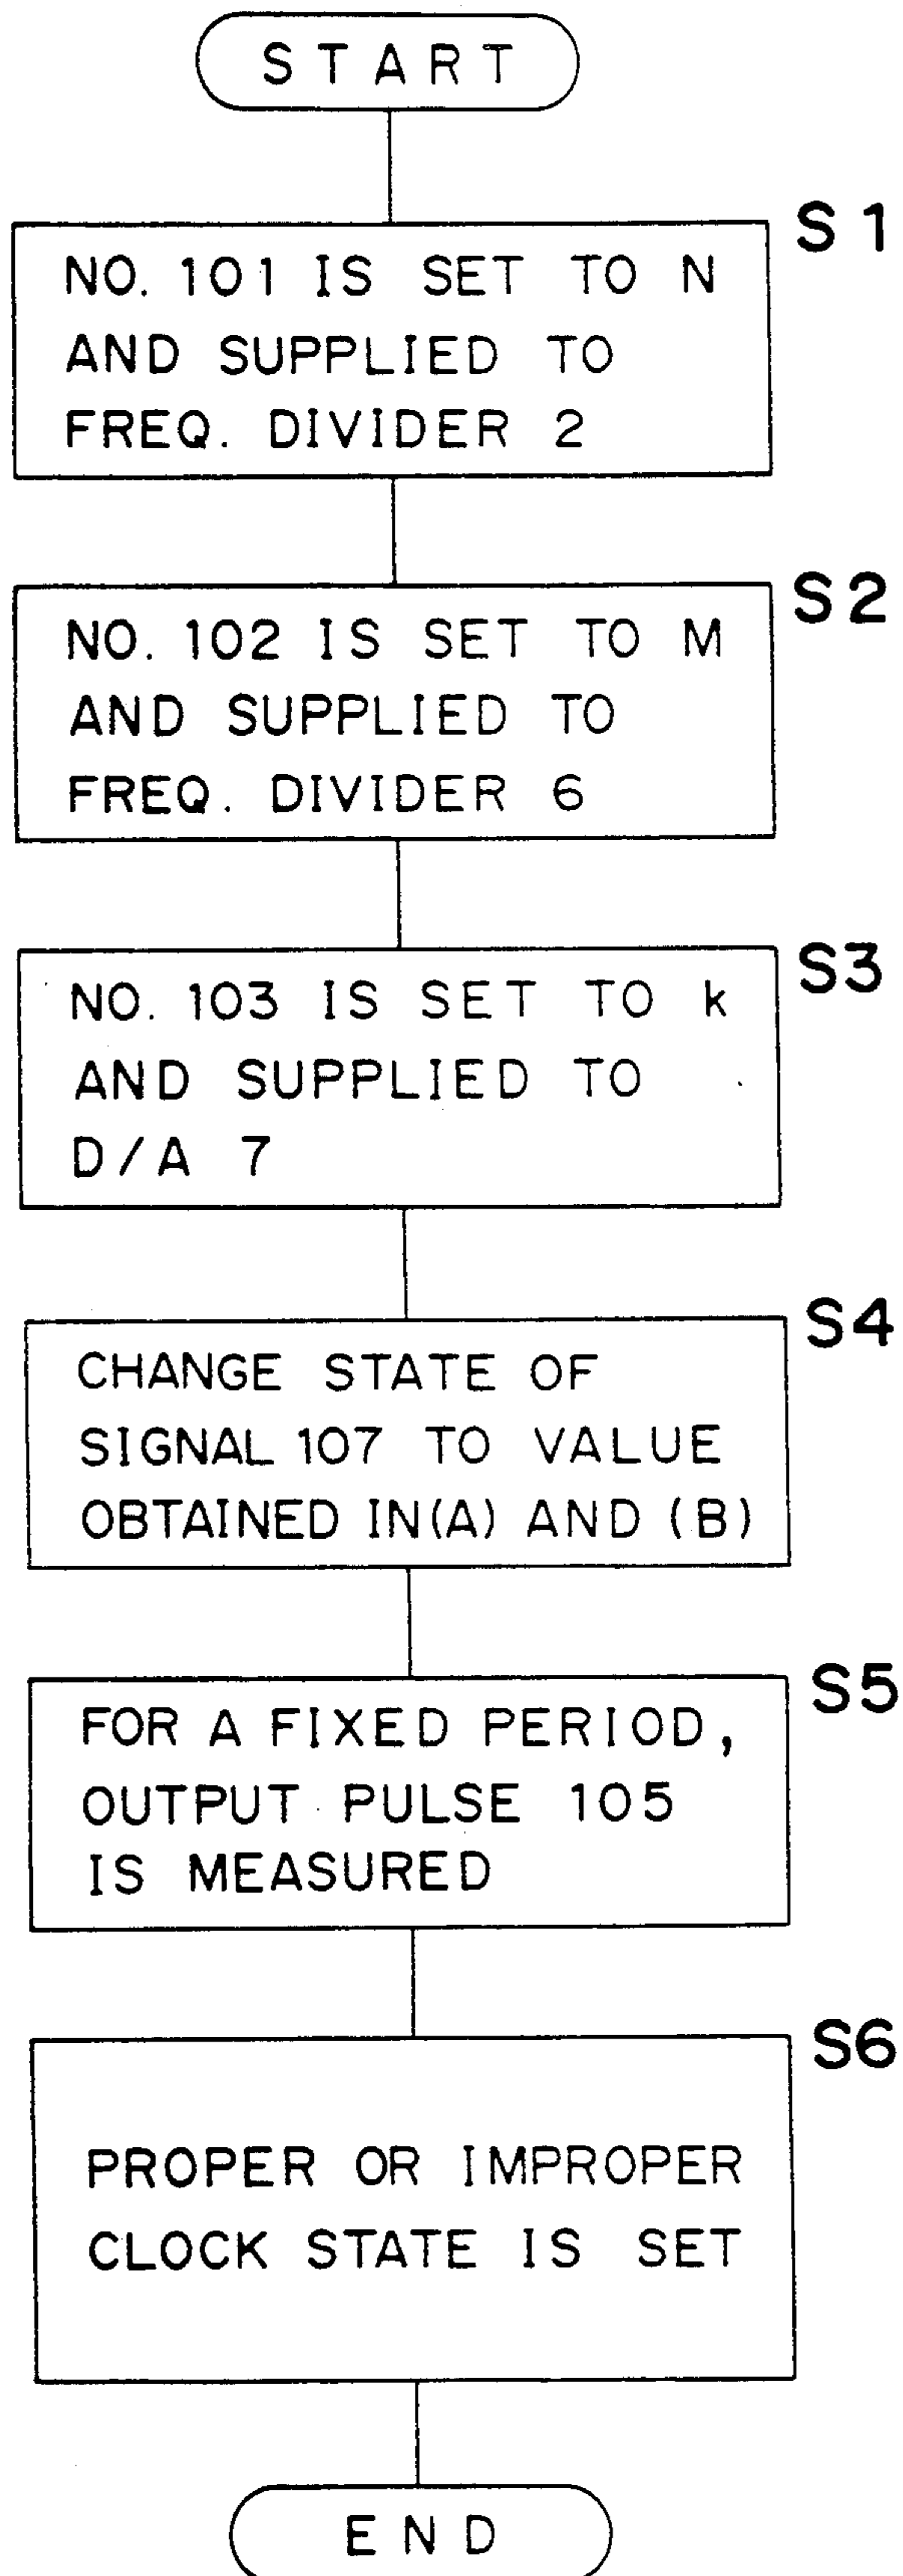 START
S1
NO. 101 IS SET TO N
AND SUPPLIED TO
FREQ. DIVIDER 2
S2
NO. 102 IS SET TO M
AND SUPPLIED TO
FREQ. DIVIDER 6
S3
NO. 103 IS SET TO k
AND SUPPLIED TO
D/A 7
S4
CHANGE STATE OF
SIGNAL 107 TO VALUE
OBTAINED IN(A) AND (B)
S5
FOR A FIXED PERIOD,
OUTPUT PULSE 105
IS MEASURED
S6
PROPER OR IMPROPER
CLOCK STATE IS SET
END